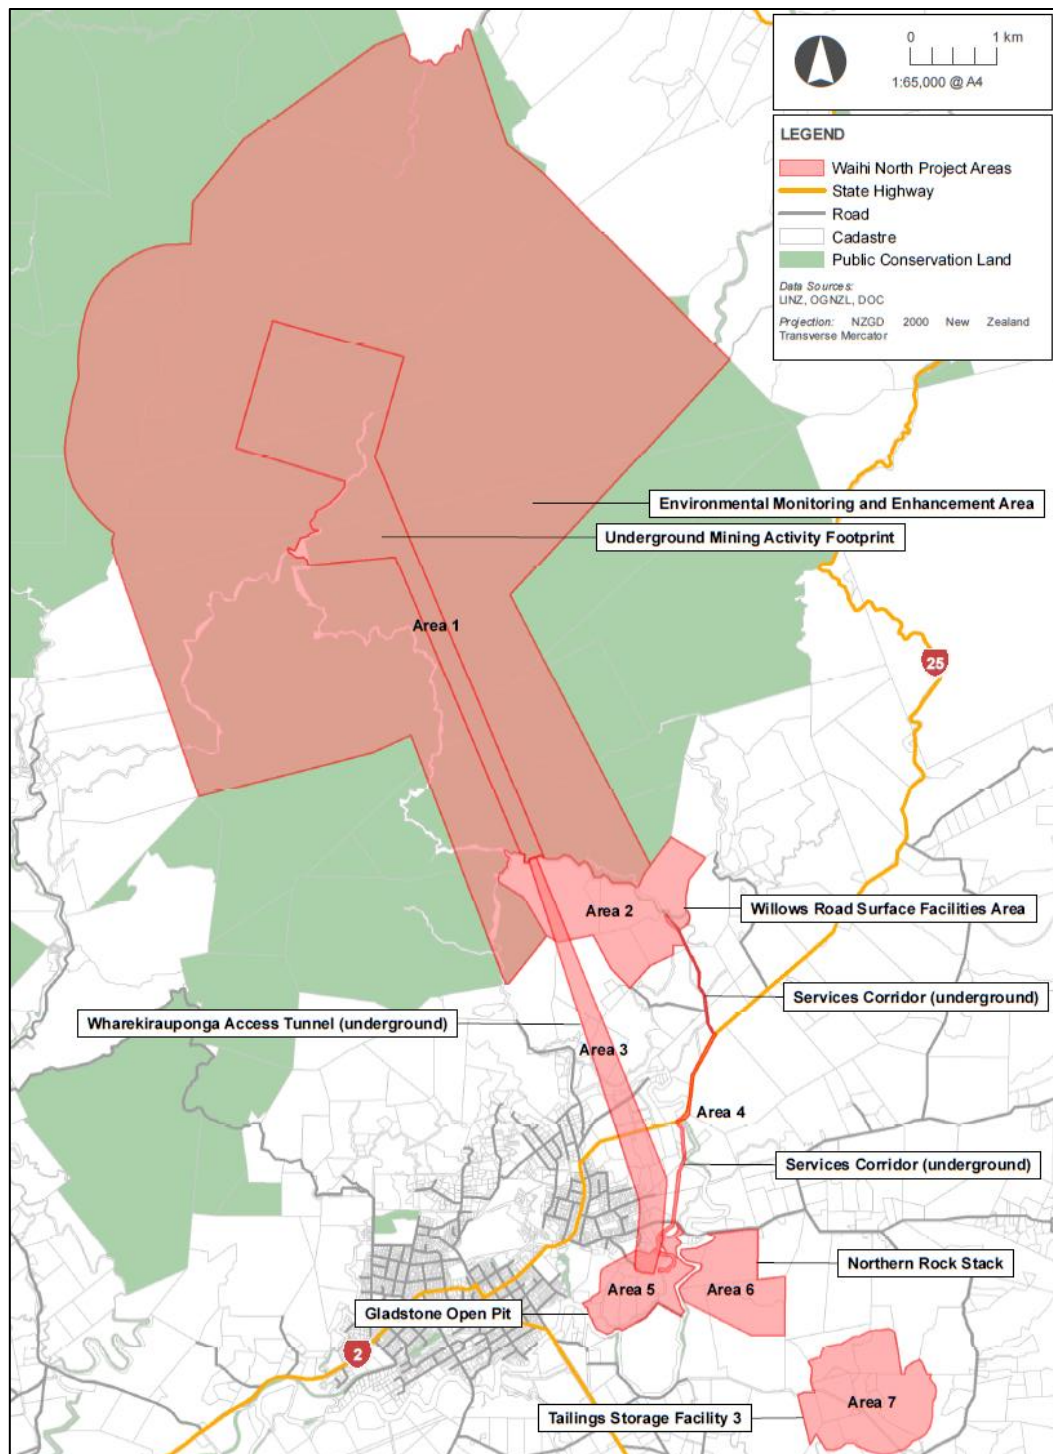 0 1 km
1:65,000 @ A4
LEGEND
Waihi North Project Areas
State Highway
Road
Cadastre
Public Conservation Land
Data Sources:
LINZ, OGNZL, DOC
Projection: NZGD 2000 New Zealand
Transverse Mercator
Environmental Monitoring and Enhancement Area
Underground Mining Activity Footprint
Area 1
25
Area 2
Willows Road Surface Facilities Area
Services Corridor (underground)
Wharekirauponga Access Tunnel (underground)
Area 3
Area 4
Services Corridor (underground)
Northern Rock Stack
Area 5
Area 6
Gladstone Open Pit
2
Area 7
Tailings Storage Facility 3